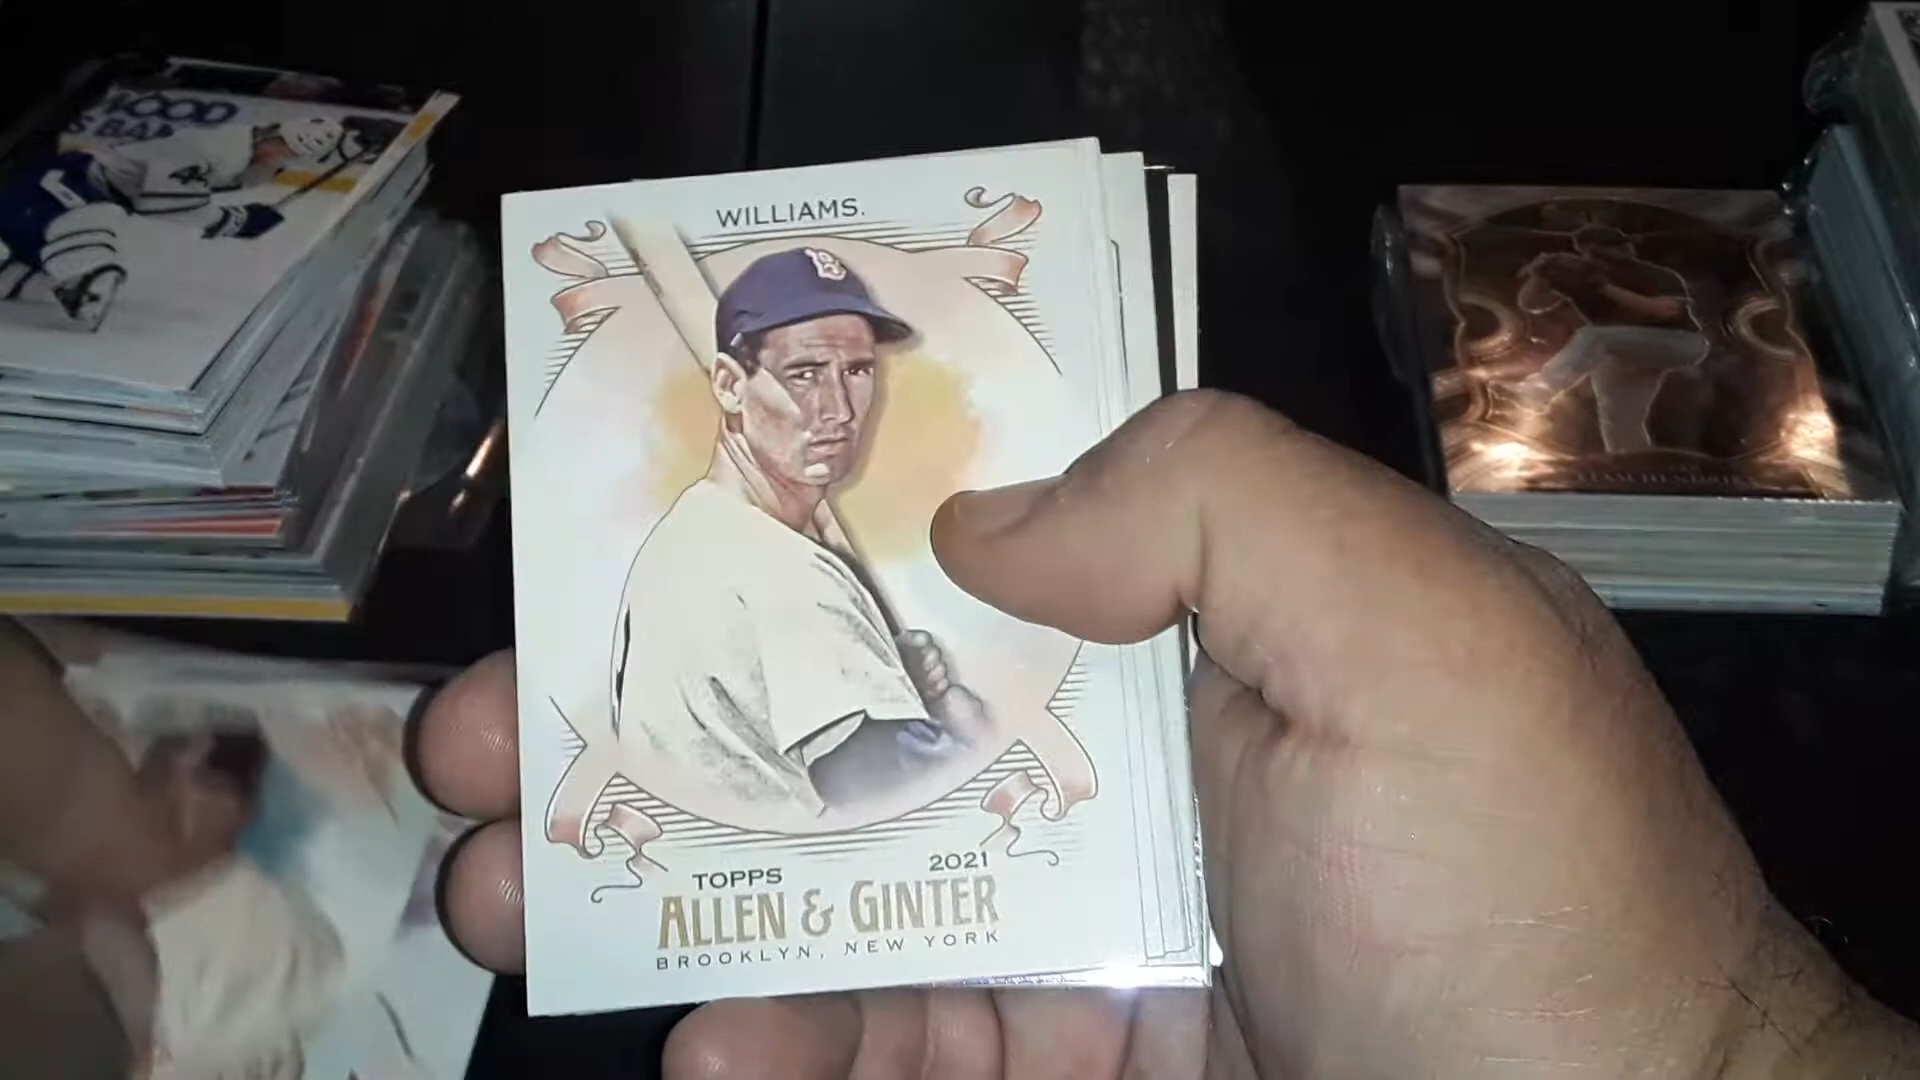 WILLIAMS.
B
TOPPS 2021
ALLEN & GINTER
BROOKLYN, NEW YORK